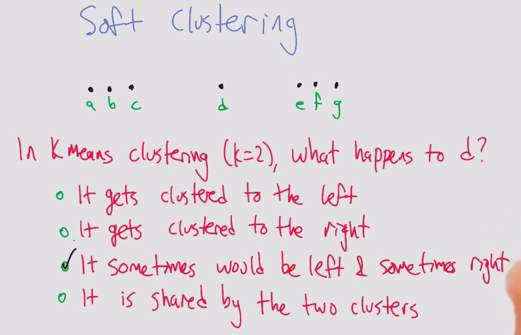 Soft Clustering
a b c d e f g
In K Means clustering (k=2), what happens to d?
It gets clustered to the left
It gets clustered to the right
It sometimes would be left & sometimes right
It is shared by the two clusters